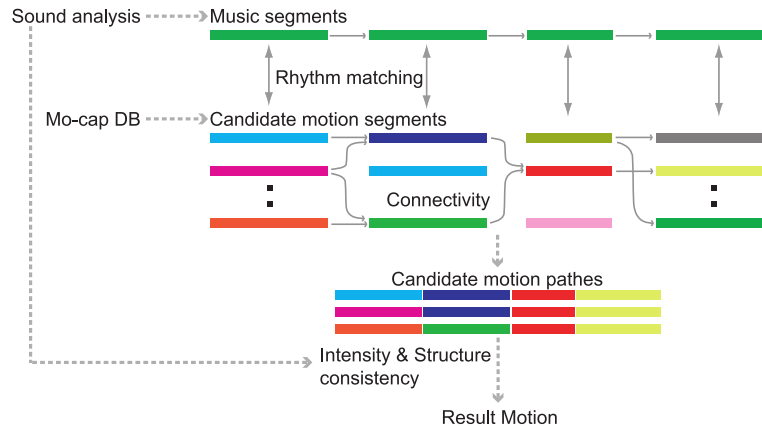 Sound analysis
Music segments
Rhythm matching
Mo-cap DB
Candidate motion segments
Connectivity
Candidate motion pathes
Intensity & Structure
consistency
Result Motion